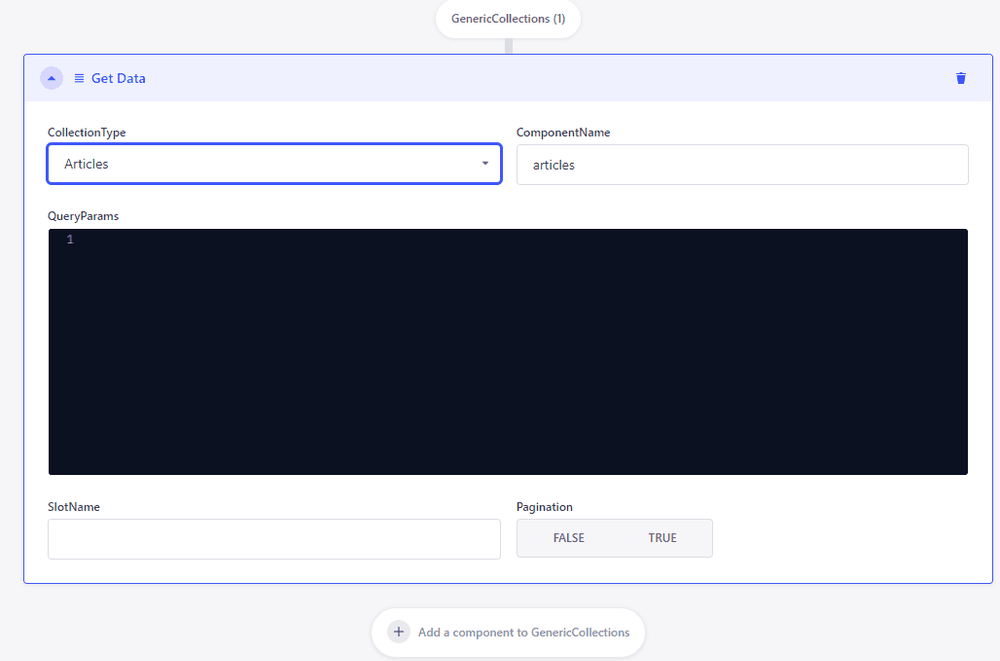 GenericCollections (1)
Get Data
CollectionType
ComponentName
Articles
articles
QueryParams
1
SlotName
Pagination
FALSE
TRUE
Add a component to GenericCollections